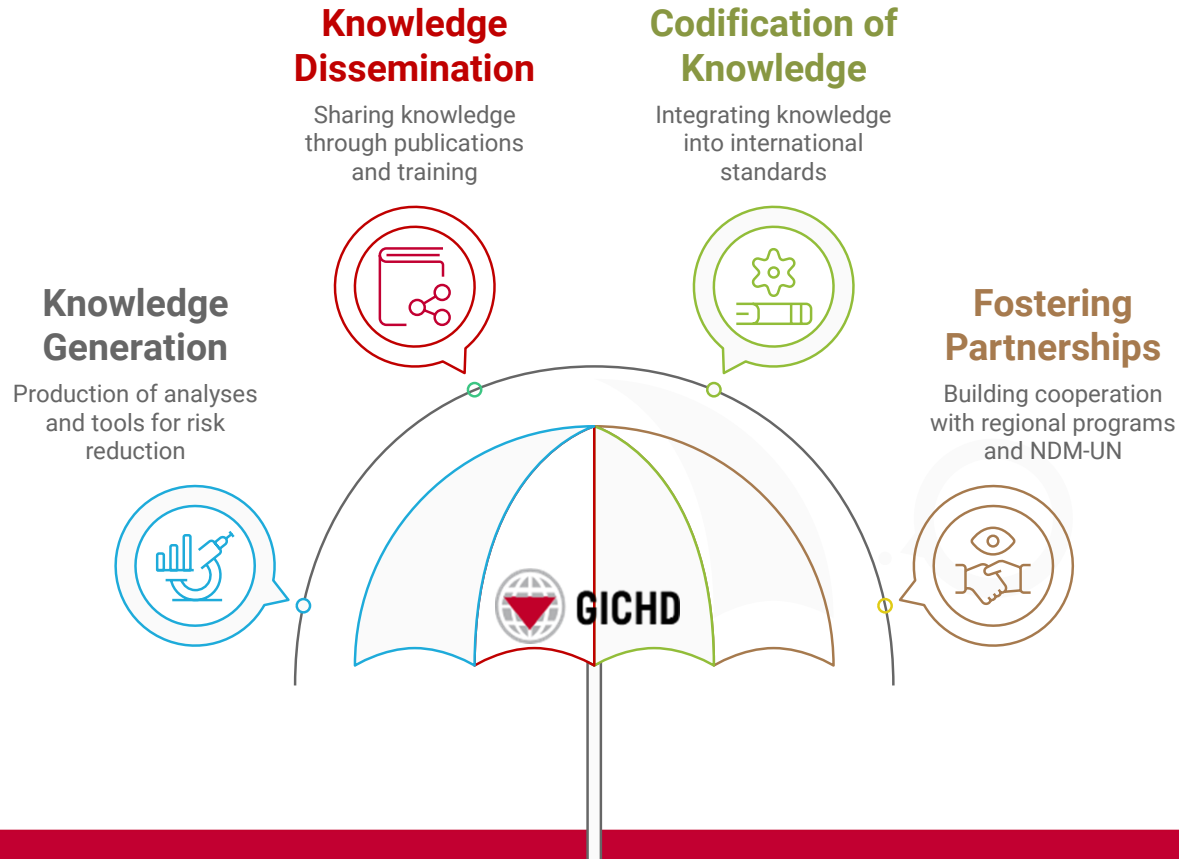 Knowledge
Dissemination
Sharing knowledge
through publications
and training
Codification of
Knowledge
Integrating knowledge
into international
standards
Knowledge
Generation
Production of analyses
and tools for risk
reduction
Fostering
Partnerships
Building cooperation
with regional programs
and NDM-UN
GICHD